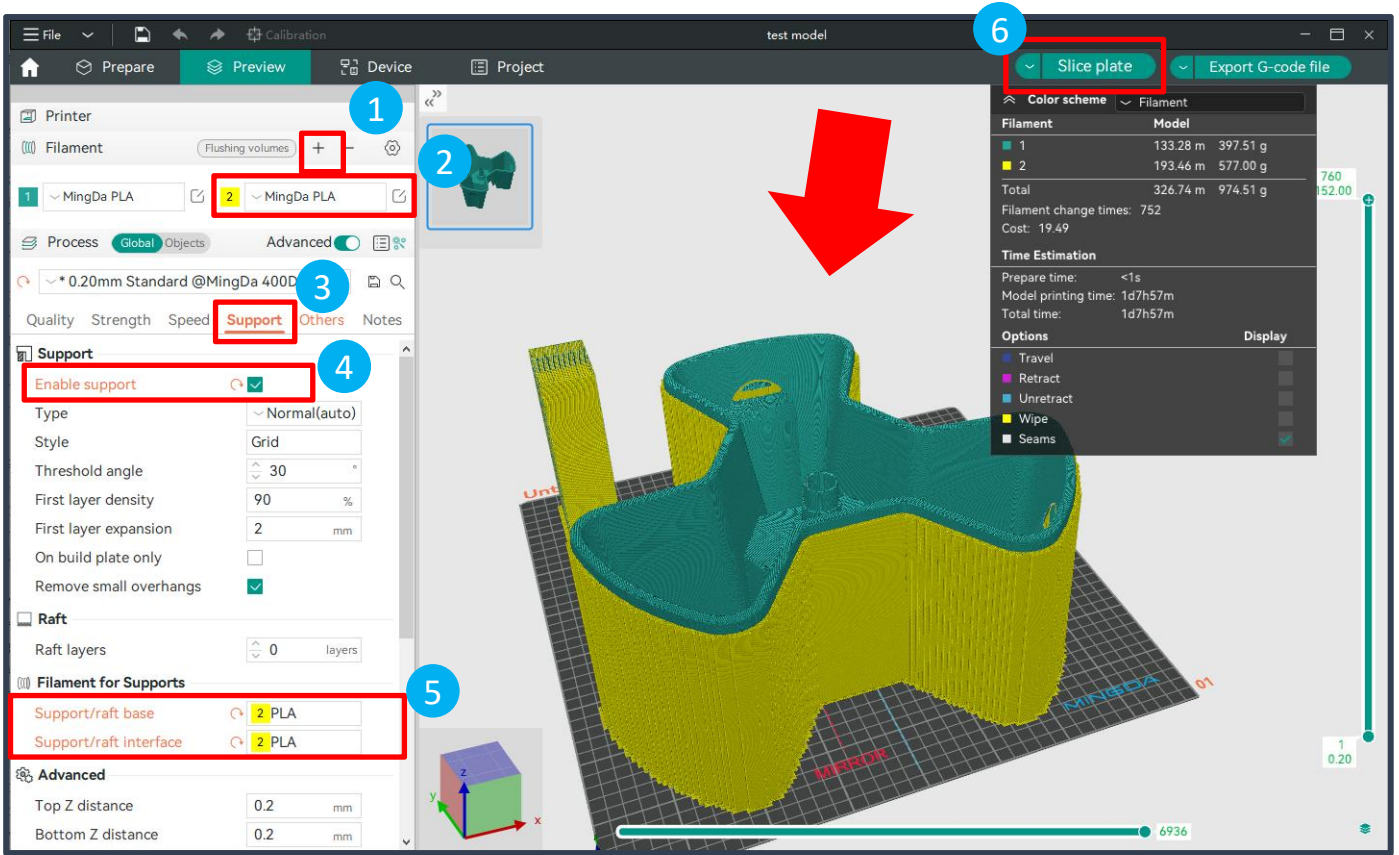 File
Calibration
test model
6
Prepare
Preview
Device
Project
Slice plate
Export G-code file
1
Printer
Filament
Flushing volumes
+ -
2
1 MingDa PLA
2 MingDa PLA
Process Global Objects Advanced
* 0.20mm Standard @MingDa 400D
3
Quality Strength Speed Support Others Notes
Support
4
Enable support
Type Normal(auto)
Style Grid
Threshold angle 30 °
First layer density 90 %
First layer expansion 2 mm
On build plate only
Remove small overhangs
Raft
Raft layers 0 layers
Filament for Supports
5
Support/raft base 2 PLA
Support/raft interface 2 PLA
Advanced
Top Z distance 0.2 mm
Bottom Z distance 0.2 mm
Color scheme Filament
Filament Model
1 133.28 m 397.51 g
2 193.46 m 577.00 g
Total 326.74 m 974.51 g
Filament change times: 752
Cost: 19.49
Time Estimation
Prepare time: <1s
Model printing time: 1d7h57m
Total time: 1d7h57m
Options Display
Travel
Retract
Unretract
Wipe
Seams
760
152.00
Unt
01
MINGDA
MIRROR
1
0.20
z
y
x
6936